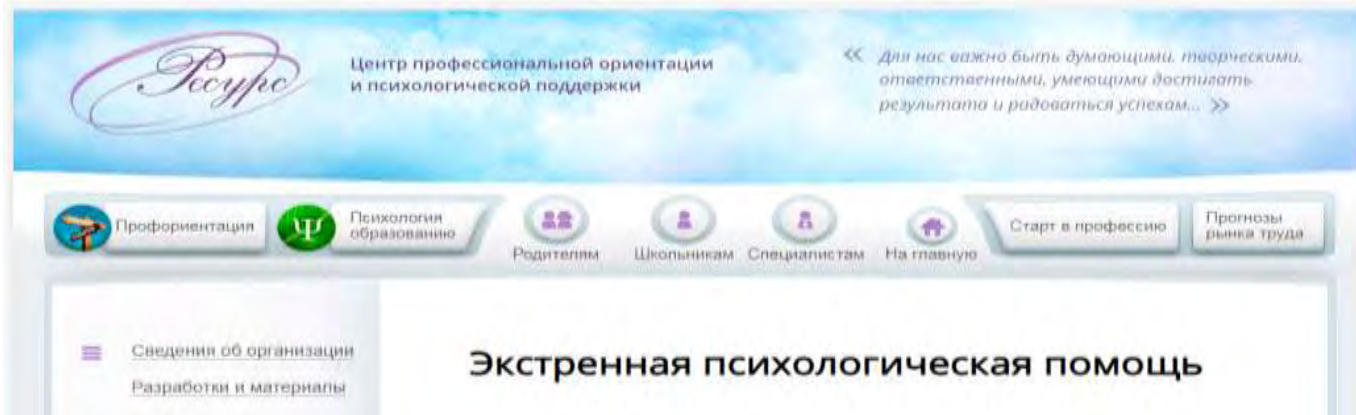 Ресурс
Центр профессиональной ориентации
и психологической поддержки
« Для нас важно быть думающими, творческими,
ответственными, умеющими достигать
результата и радоваться успехам... »
Профориентация
Ψ
Психология
образованию
Родителям
Школьникам
Специалистам
На главную
Старт в профессию
Прогнозы
рынка труда
Сведения об организации
Разработки и материалы
Экстренная психологическая помощь